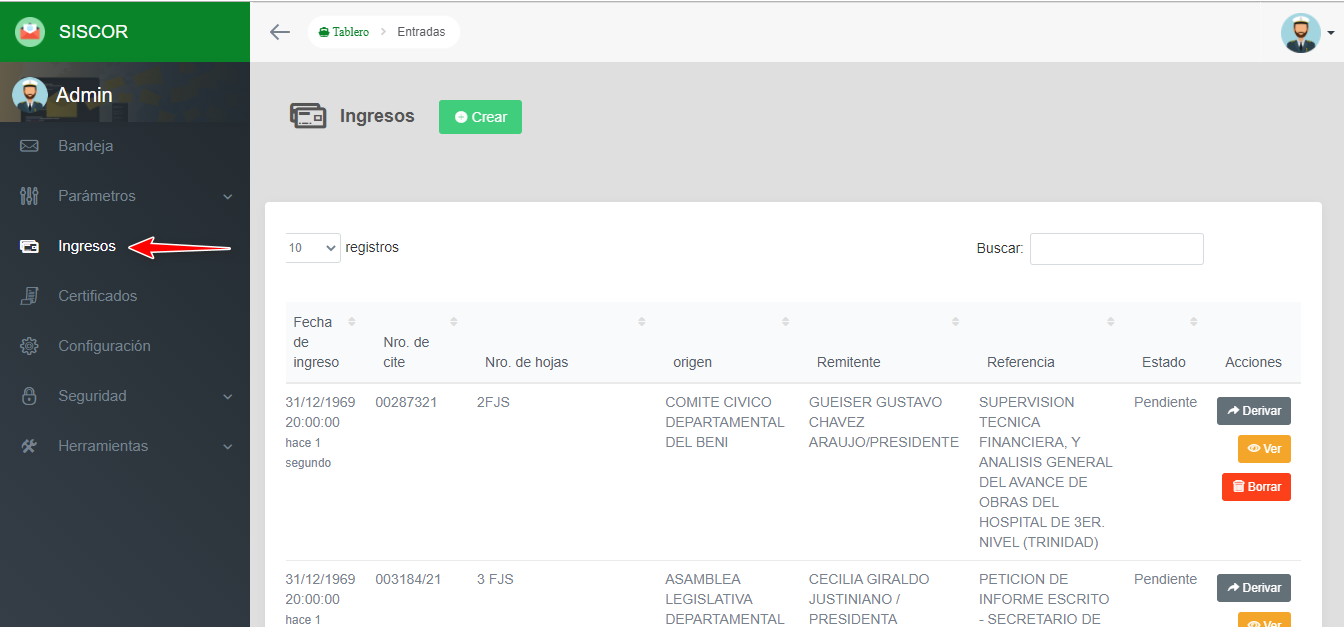 SISCOR
Tablero > Entradas
Admin
Bandeja
Parámetros
Ingresos
Certificados
Configuración
Seguridad
Herramientas
Ingresos
Crear
10 registros
Buscar:
Fecha
de
ingreso
Nro. de
cite
Nro. de hojas
origen
Remitente
Referencia
Estado
Acciones
31/12/1969
20:00:00
hace 1
segundo
00287321
2FJS
COMITE CIVICO
DEPARTAMENTAL
DEL BENI
GUEISER GUSTAVO
CHAVEZ
ARAUJO/PRESIDENTE
SUPERVISION
TECNICA
FINANCIERA, Y
ANALISIS GENERAL
DEL AVANCE DE
OBRAS DEL
HOSPITAL DE 3ER.
NIVEL (TRINIDAD)
Pendiente
Derivar
Ver
Borrar
31/12/1969
20:00:00
hace 1
003184/21
3 FJS
ASAMBLEA
LEGISLATIVA
DEPARTAMENTAL
CECILIA GIRALDO
JUSTINIANO /
PRESIDENTA
PETICION DE
INFORME ESCRITO
- SECRETARIO DE
Pendiente
Derivar
Ver